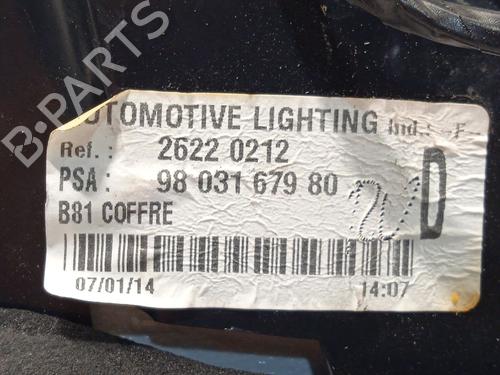 B-PARTS
AUTOMOTIVE LIGHTING Ind.: -F-
Ref.: 2622 0212
PSA: 98 031 679 80
B81 COFFRE
D
07/01/14 14:07